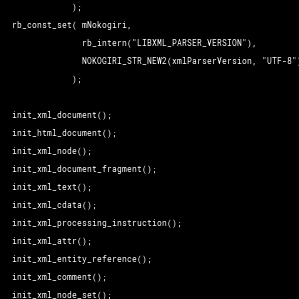 );
rb_const_set( mNokogiri,
rb_intern("LIBXML_PARSER_VERSION"),
NOKOGIRI_STR_NEW2(xmlParserVersion, "UTF-8")
);
init_xml_document();
init_html_document();
init_xml_node();
init_xml_document_fragment();
init_xml_text();
init_xml_cdata();
init_xml_processing_instruction();
init_xml_attr();
init_xml_entity_reference();
init_xml_comment();
init_xml_node_set();